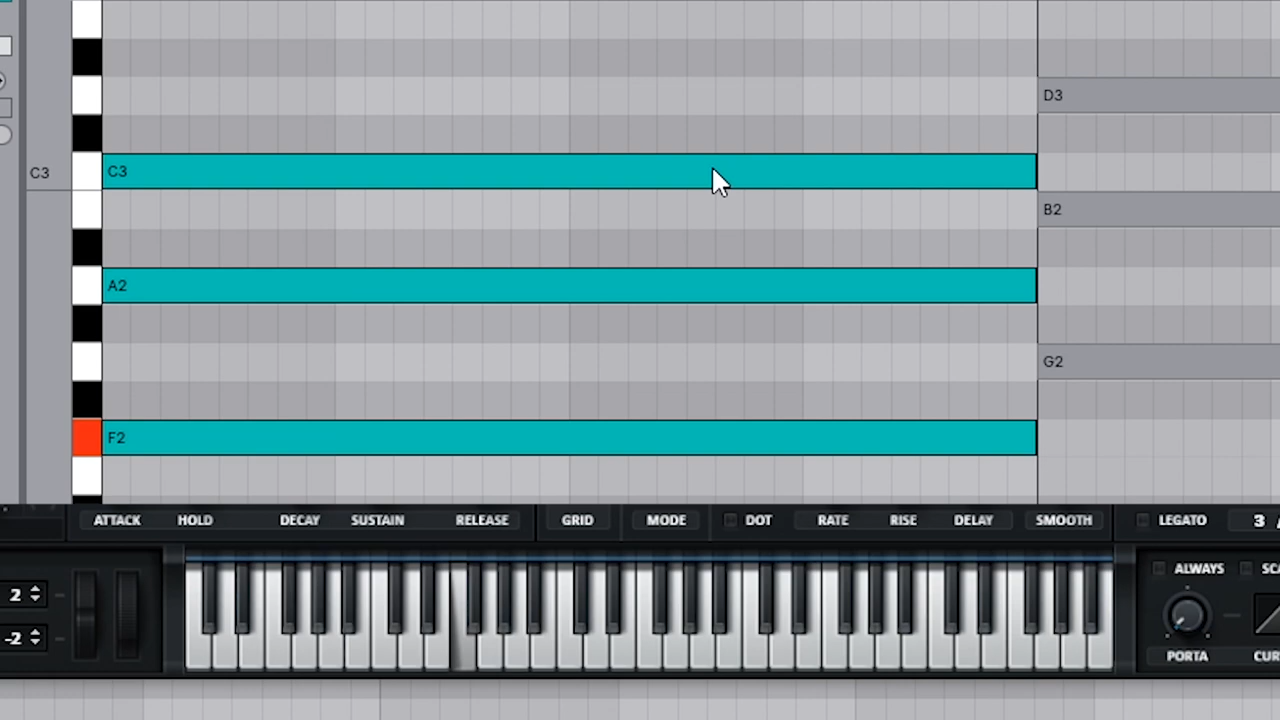 D3
C3 C3
B2
A2
G2
F2
ATTACK HOLD DECAY SUSTAIN RELEASE GRID MODE DOT RATE RISE DELAY SMOOTH LEGATO 3
ALWAYS
2
-2
PORTA